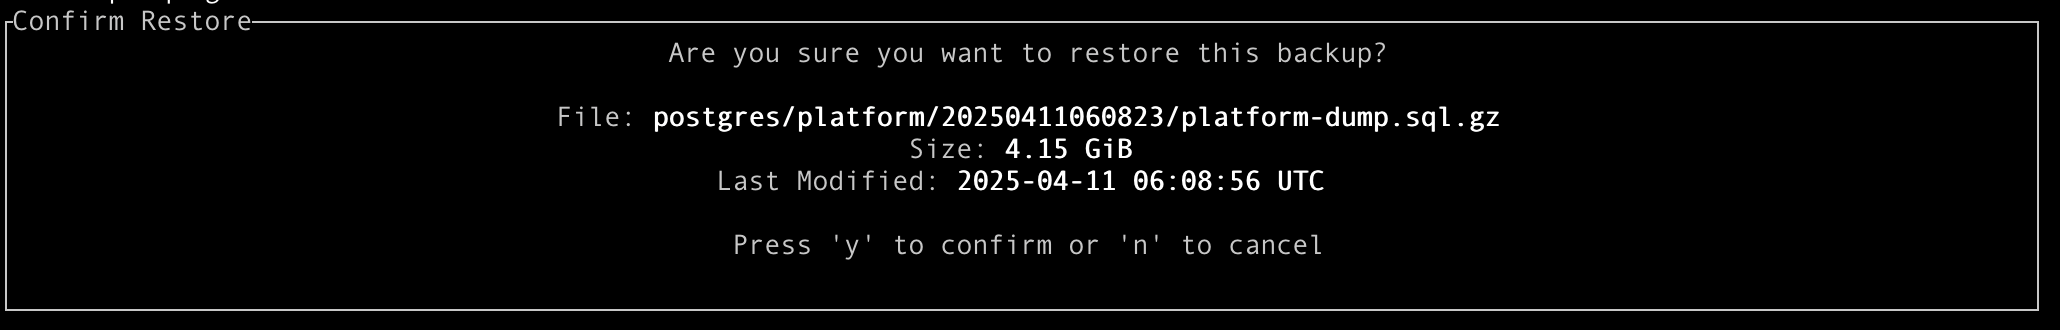 Confirm Restore
Are you sure you want to restore this backup?
File: postgres/platform/20250411060823/platform-dump.sql.gz
Size: 4.15 GiB
Last Modified: 2025-04-11 06:08:56 UTC
Press 'y' to confirm or 'n' to cancel